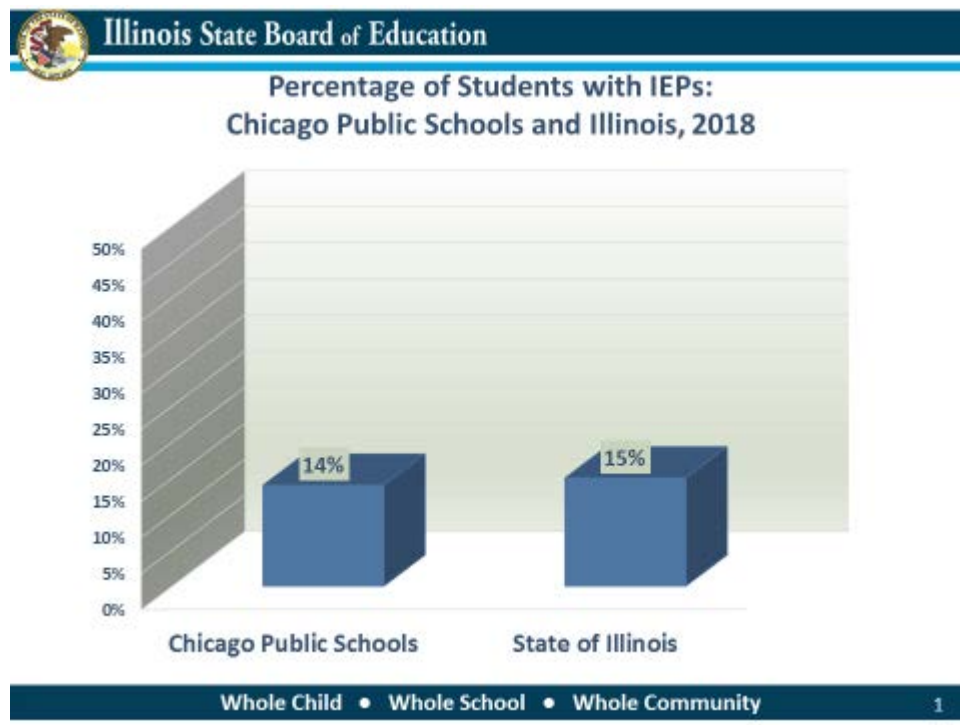 Illinois State Board of Education
Percentage of Students with IEPs:
Chicago Public Schools and Illinois, 2018
50%
45%
40%
35%
30%
25%
20%
15%
10%
5%
0%
14%
15%
Chicago Public Schools
State of Illinois
Whole Child ● Whole School ● Whole Community
1